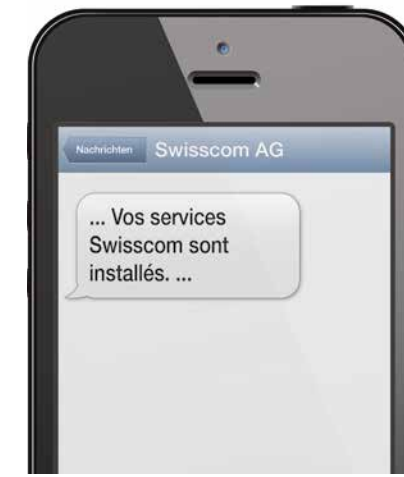 Nachrichten Swisscom AG
... Vos services
Swisscom sont
installés. ...